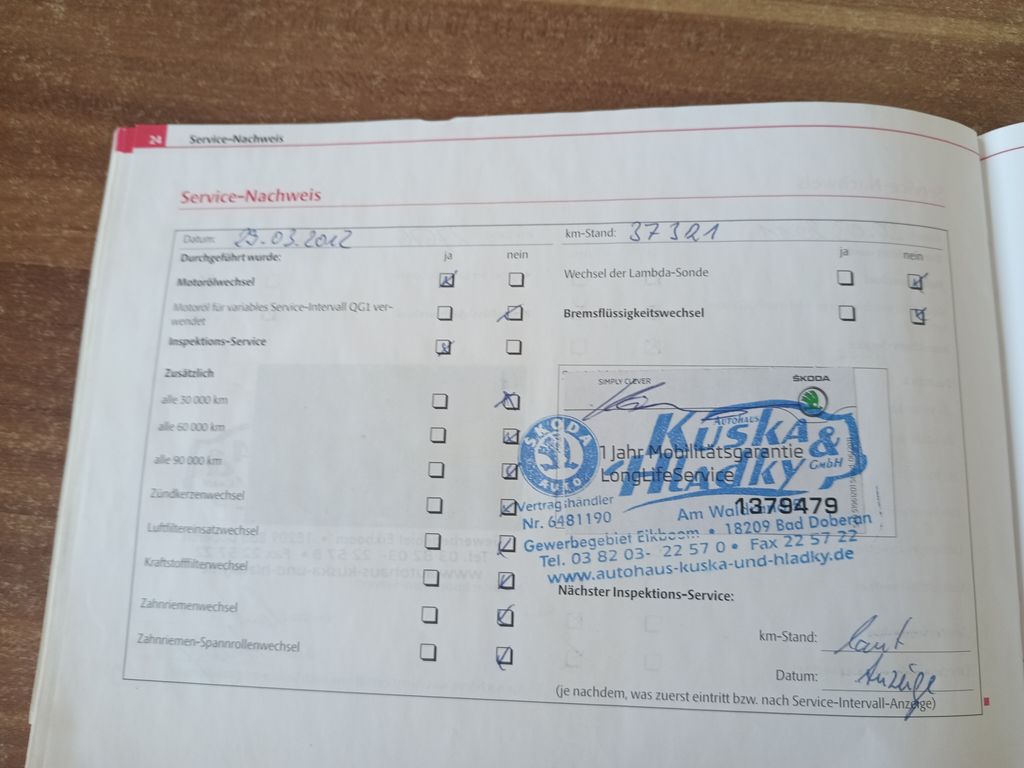 24 Service-Nachweis
Service-Nachweis
Datum: 29.03.2012 km-Stand: 37321
Durchgeführt wurde: ja nein ja nein
Motorölwechsel
Wechsel der Lambda-Sonde
Motoröl für variables Service-Intervall QG1 ver-
wendet
Bremsflüssigkeitswechsel
Inspektions-Service
Zusätzlich
alle 30 000 km
alle 60 000 km
alle 90 000 km
Zündkerzenwechsel
Luftfiltereinsatzwechsel
Kraftstofffilterwechsel
Zahnriemenwechsel
Zahnriemen-Spannrollenwechsel
SIMPLY CLEVER ŠKODA
1 Jahr Mobilitätsgarantie
LongLifeService
1379479
ŠKODA
AUTO
AUTOHAUS
Kuska &
Hladky GmbH
Vertragshändler
Nr. 6481190
Am
Gewerbegebiet Eikboom • 18209 Bad Doberan
Tel. 03 82 03- 22 57 0 • Fax 22 57 22
www.autohaus-kuska-und-hladky.de
Nächster Inspektions-Service:
km-Stand: laut
Datum: Anzeige
(je nachdem, was zuerst eintritt bzw. nach Service-Intervall-Anzeige)